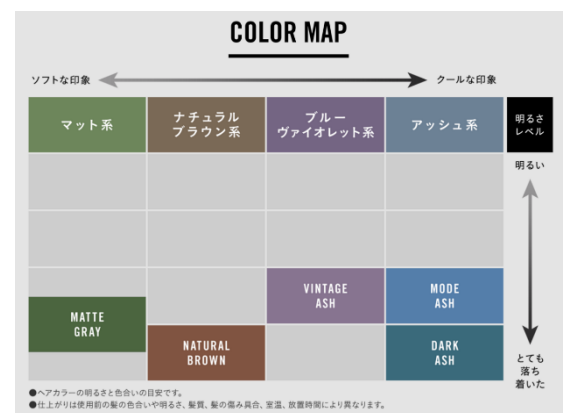 COLOR MAP
ソフトな印象
クールな印象
マット系
ナチュラル
ブラウン系
ブルー
ヴァイオレット系
アッシュ系
明るさ
レベル
明るい
VINTAGE
ASH
MODE
ASH
MATTE
GRAY
NATURAL
BROWN
DARK
ASH
とても
落ち
着いた
●ヘアカラーの明るさと色合いの目安です。
●仕上がりは使用前の髪の色合いや明るさ、髪質、髪の傷み具合、室温、放置時間により異なります。